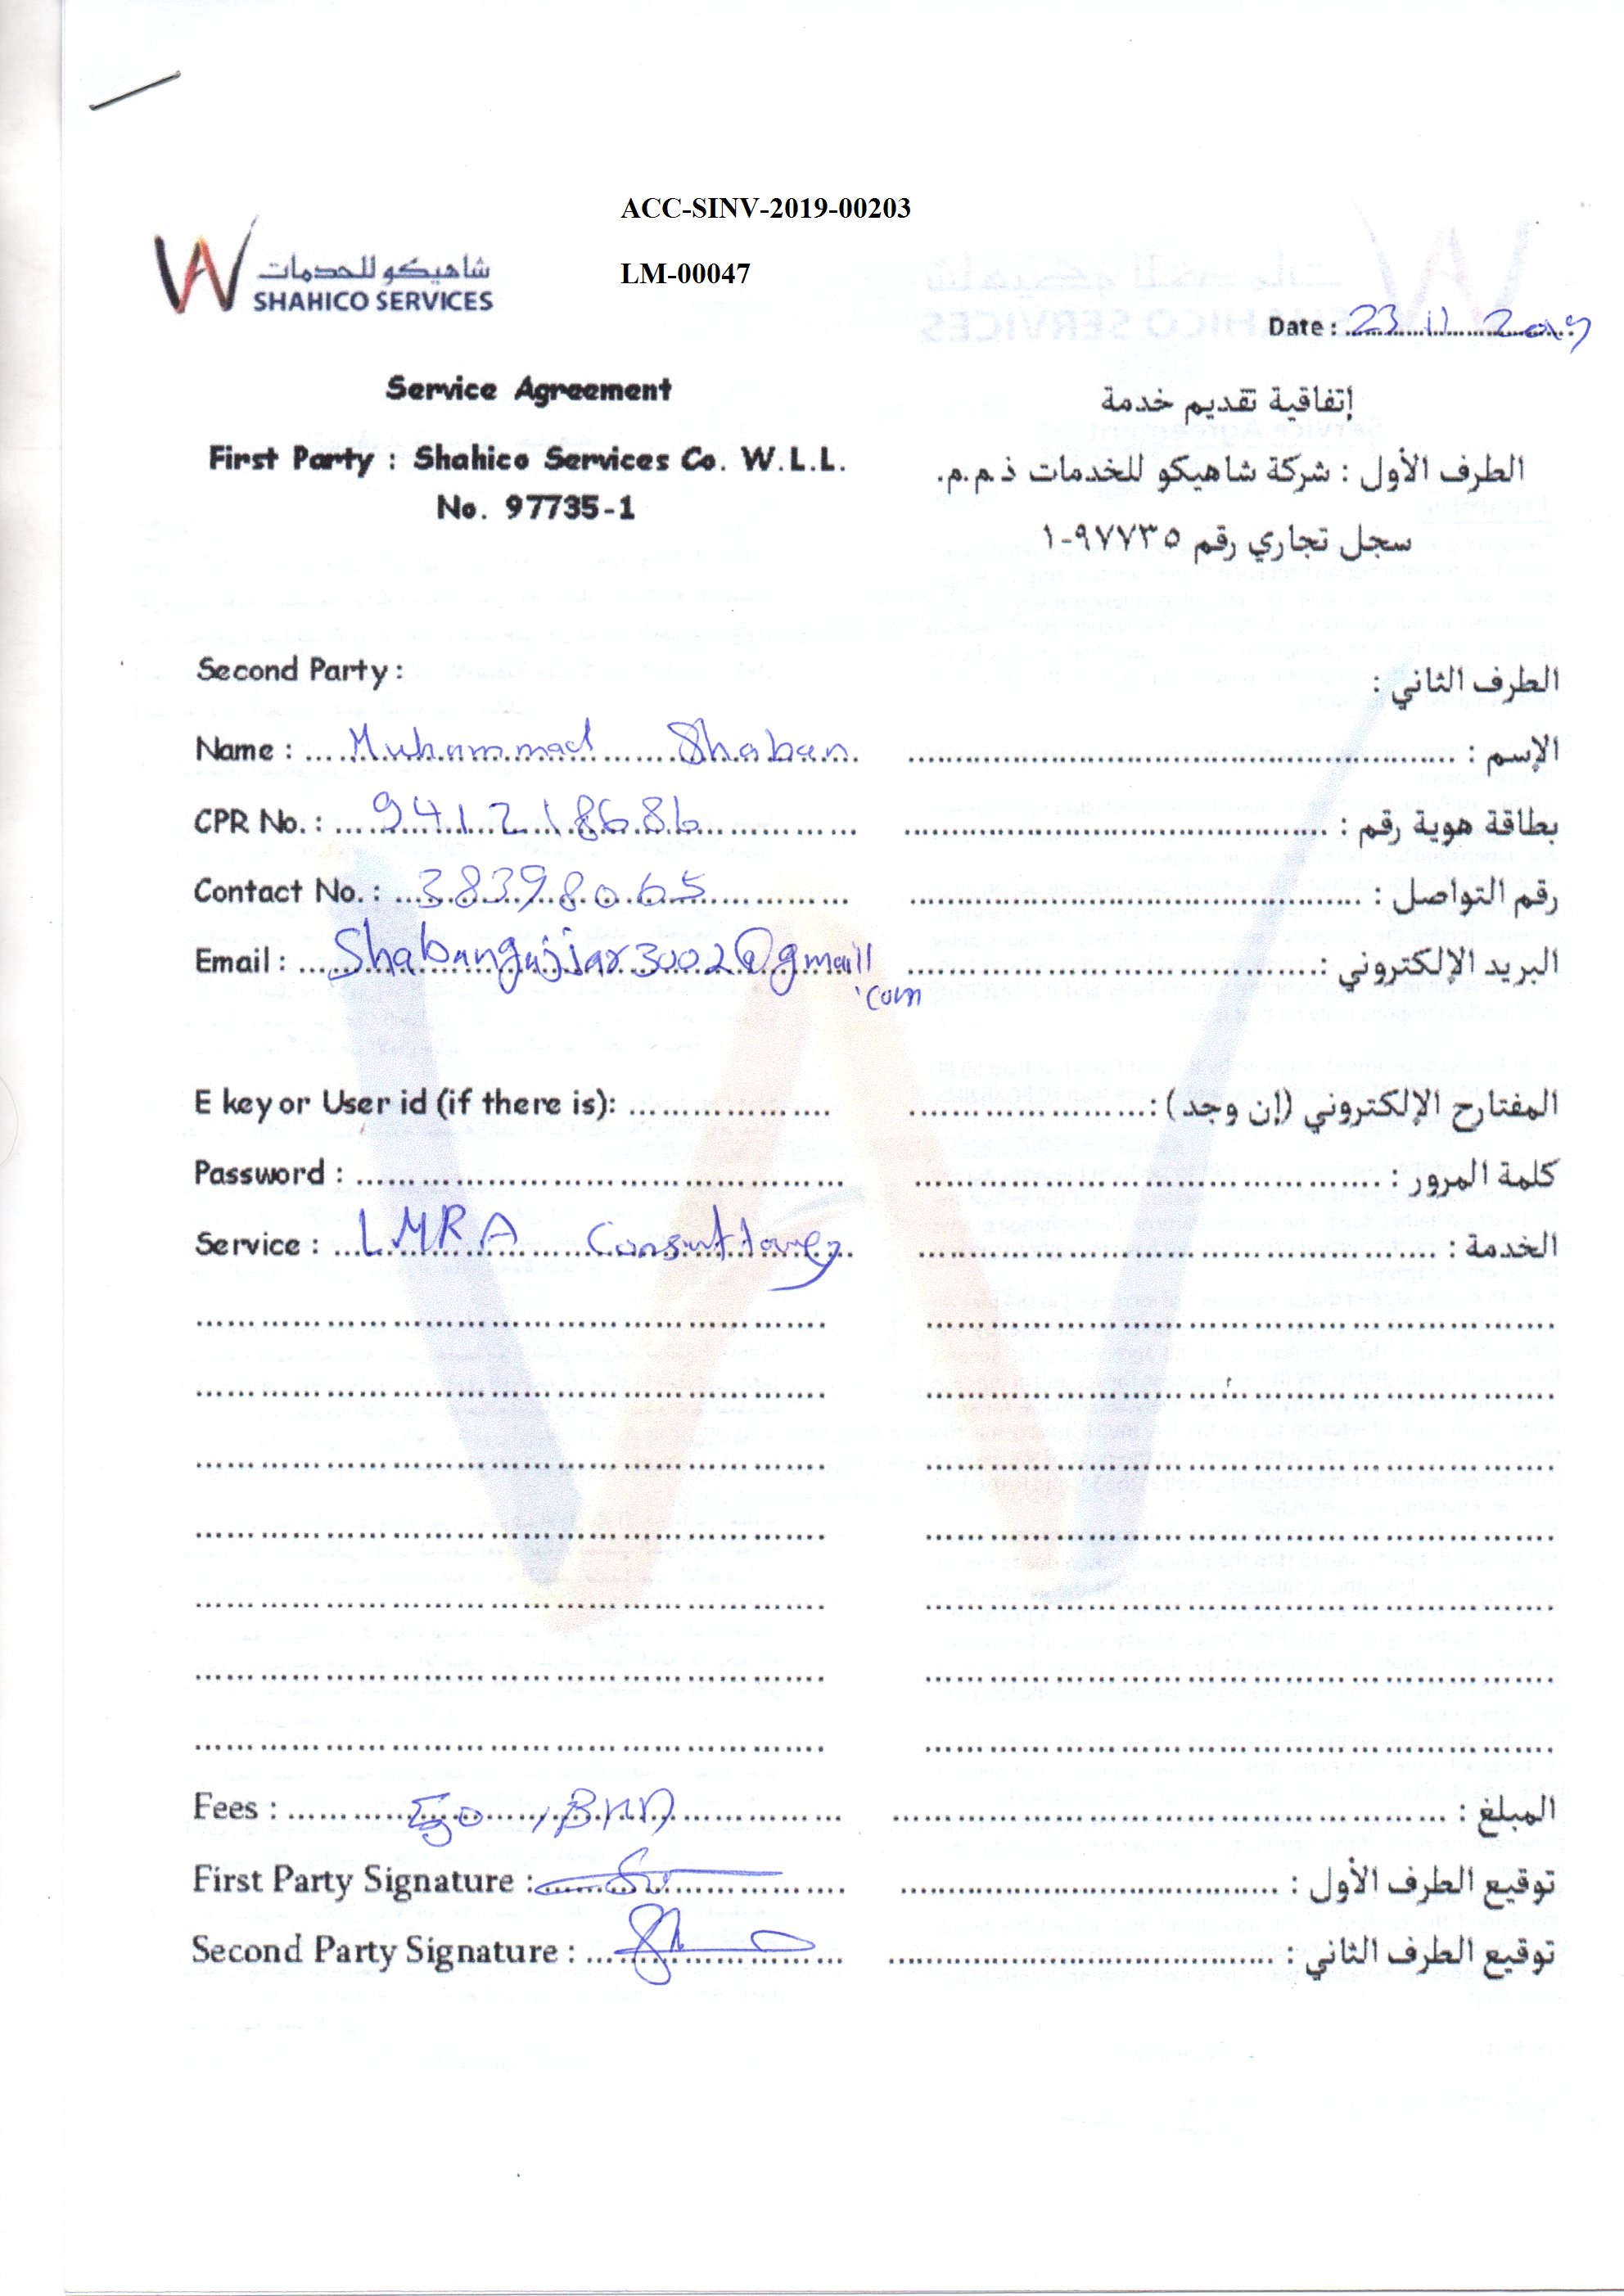 ACC-SINV-2019-00203
LM-00047
شاهيكو للخدمات
SHAHICO SERVICES
Date : 23 11 2019
Service Agreement
إتفاقية تقديم خدمة
First Party : Shahico Services Co. W.L.L.
الطرف الأول : شركة شاهيكو للخدمات ذ.م.م.
No. 97735-1
سجل تجاري رقم ٩٧٧٣٥-١
Second Party :
الطرف الثاني :
Name : Muhammad Shaban
الإسم :
CPR No. : 941218686
بطاقة هوية رقم :
Contact No. : 38398065
رقم التواصل :
Email : Shabangujjar3002@gmail
.com
البريد الإلكتروني :
E key or User id (if there is):
المفتارح الإلكتروني (إن وجد) :
Password :
كلمة المرور :
Service : LMRA Consultancy
الخدمة :
Fees : BHD
المبلغ :
First Party Signature :
توقيع الطرف الأول :
Second Party Signature :
توقيع الطرف الثاني :